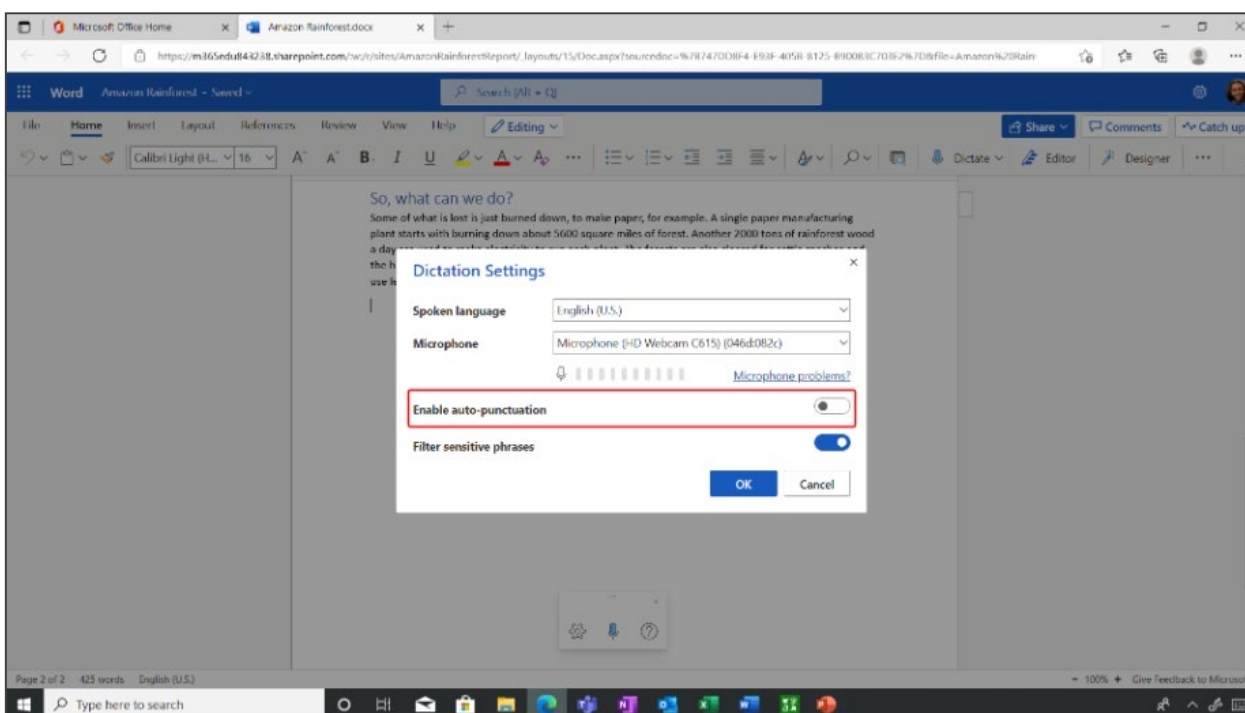 Microsoft Office Home
Amazon Rainforest.docx
Word Amazon Rainforest - Saved
Search (Alt + Q)
File Home Insert Layout References Review View Help Editing Share Comments Catch up
Calibri Light (H... 16 A A B I U A A Dictate Editor Designer
So, what can we do?
Some of what is lost is just burned down, to make paper, for example. A single paper manufacturing
plant starts with burning down about 5600 square miles of forest. Another 2000 tons of rainforest wood
a day
the h
use le
Dictation Settings
Spoken language English (U.S.)
Microphone Microphone (HD Webcam C615) (046d:082c)
Microphone problems?
Enable auto-punctuation
Filter sensitive phrases
OK Cancel
Page 2 of 2 425 words English (U.S.) 100% Give Feedback to Microso
Type here to search